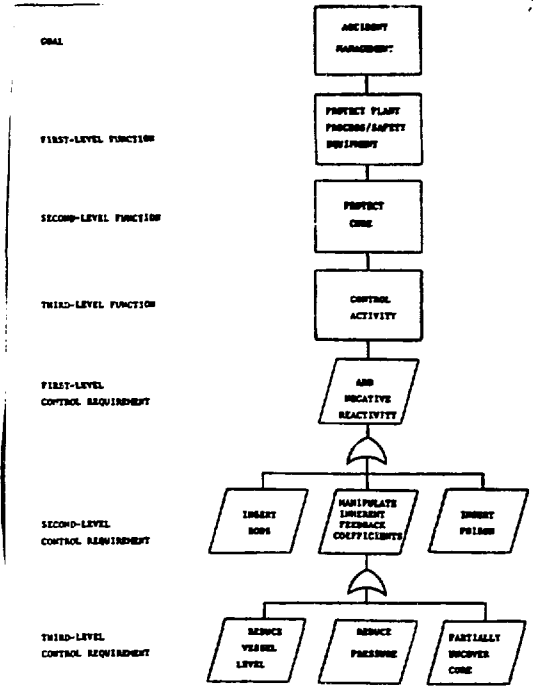 GOAL
ACCIDENT
MANAGEMENT
FIRST-LEVEL FUNCTION
PROTECT PLANT
PROCESS/SAFETY
EQUIPMENT
SECOND-LEVEL FUNCTION
PROTECT
CORE
THIRD-LEVEL FUNCTION
CONTROL
ACTIVITY
FIRST-LEVEL
CONTROL REQUIREMENT
ADD
NEGATIVE
REACTIVITY
SECOND-LEVEL
CONTROL REQUIREMENT
INSERT
RODS
MANIPULATE
INHERENT
FEEDBACK
COEFFICIENTS
INSERT
POISON
THIRD-LEVEL
CONTROL REQUIREMENT
REDUCE
VESSEL
LEVEL
REDUCE
PRESSURE
PARTIALLY
UNCOVER
CORE